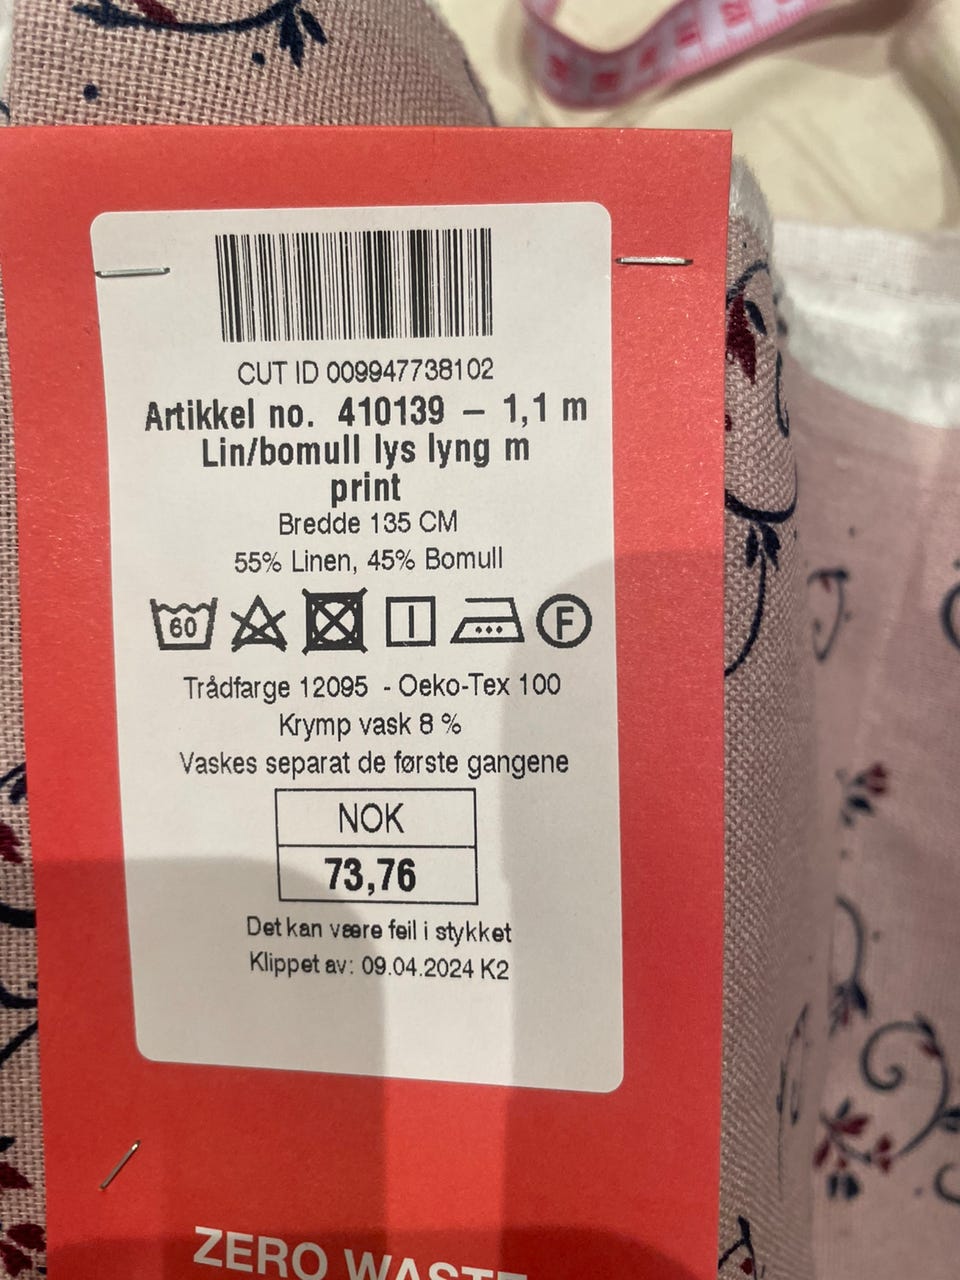 CUT ID 009947738102
Artikkel no. 410139 – 1,1 m
Lin/bomull lys lyng m
print
Bredde 135 CM
55% Linen, 45% Bomull
60 F
Trådfarge 12095 - Oeko-Tex 100
Krymp vask 8 %
Vaskes separat de første gangene
NOK
73,76
Det kan være feil i stykket
Klippet av: 09.04.2024 K2
ZERO WASTE